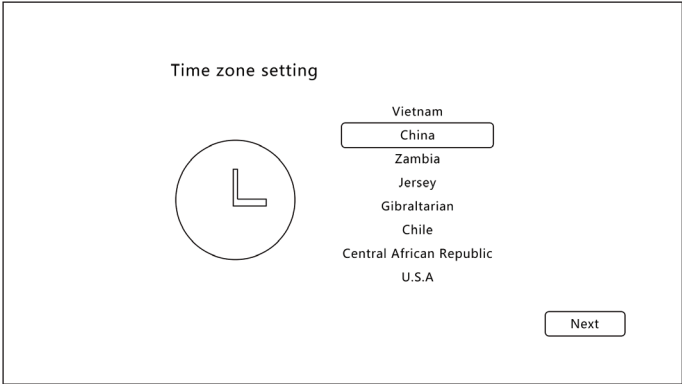 Time zone setting
Vietnam
China
Zambia
Jersey
Gibraltarian
Chile
Central African Republic
U.S.A
Next